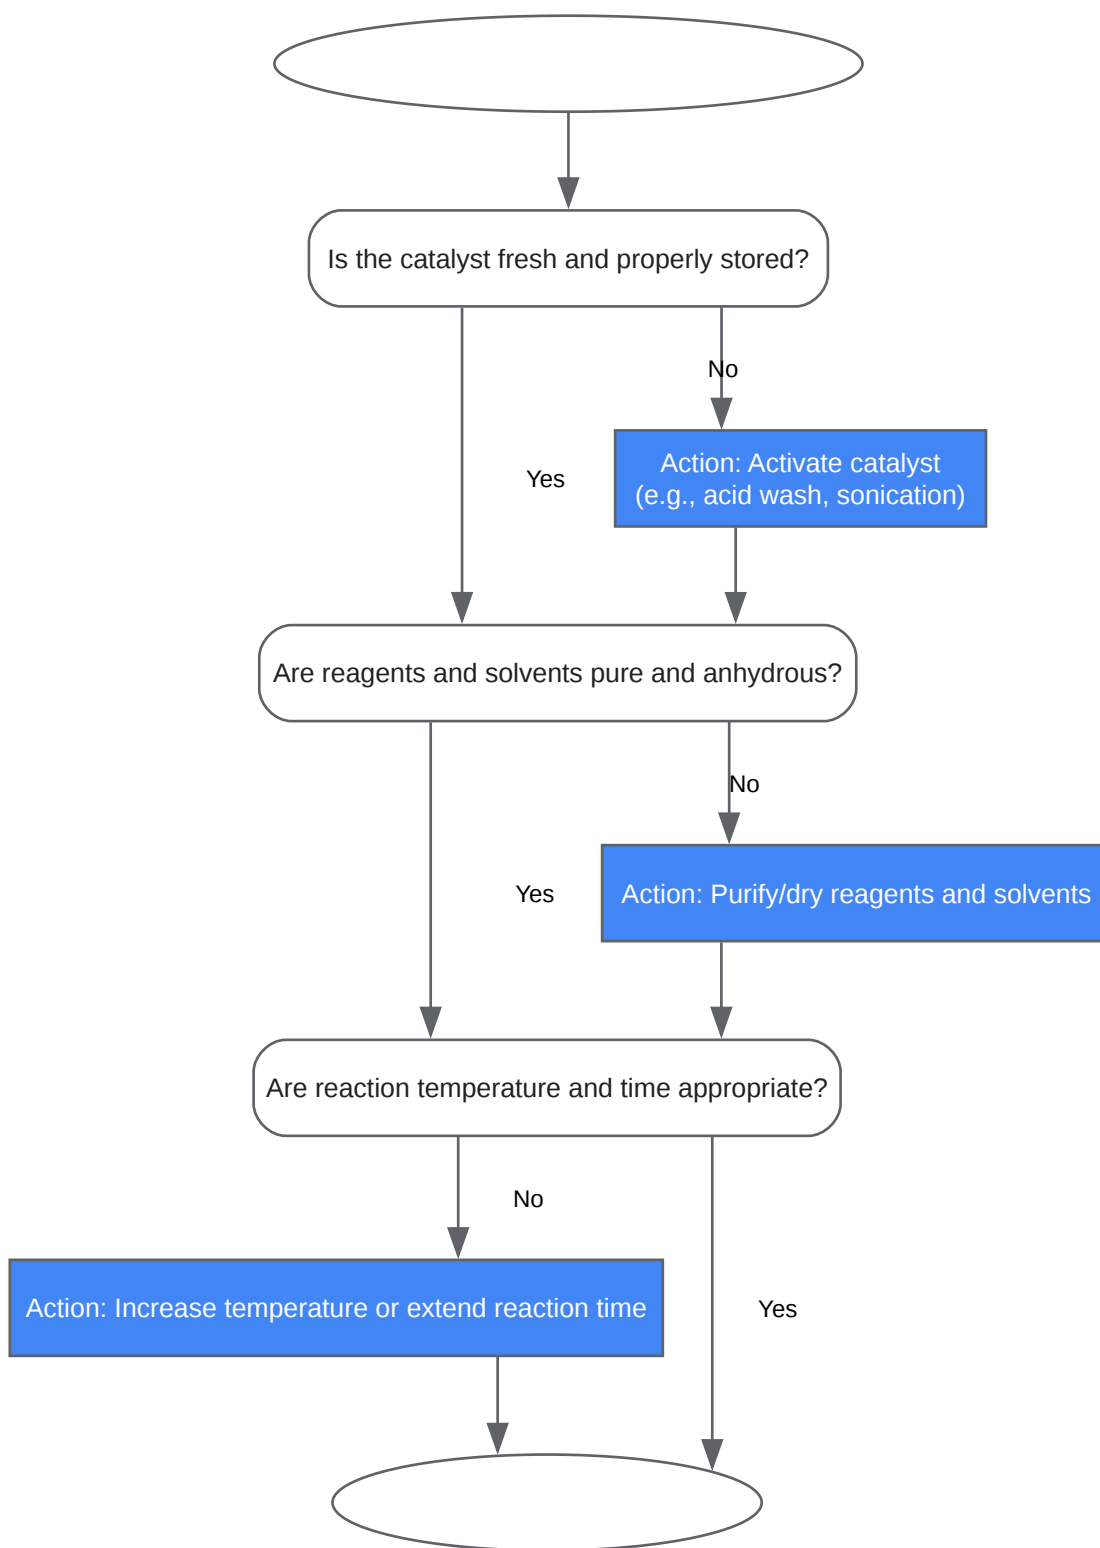 Is the catalyst fresh and properly stored?
No
Yes
Action: Activate catalyst
(e.g., acid wash, sonication)
Are reagents and solvents pure and anhydrous?
No
Yes
Action: Purify/dry reagents and solvents
Are reaction temperature and time appropriate?
No
Action: Increase temperature or extend reaction time
Yes